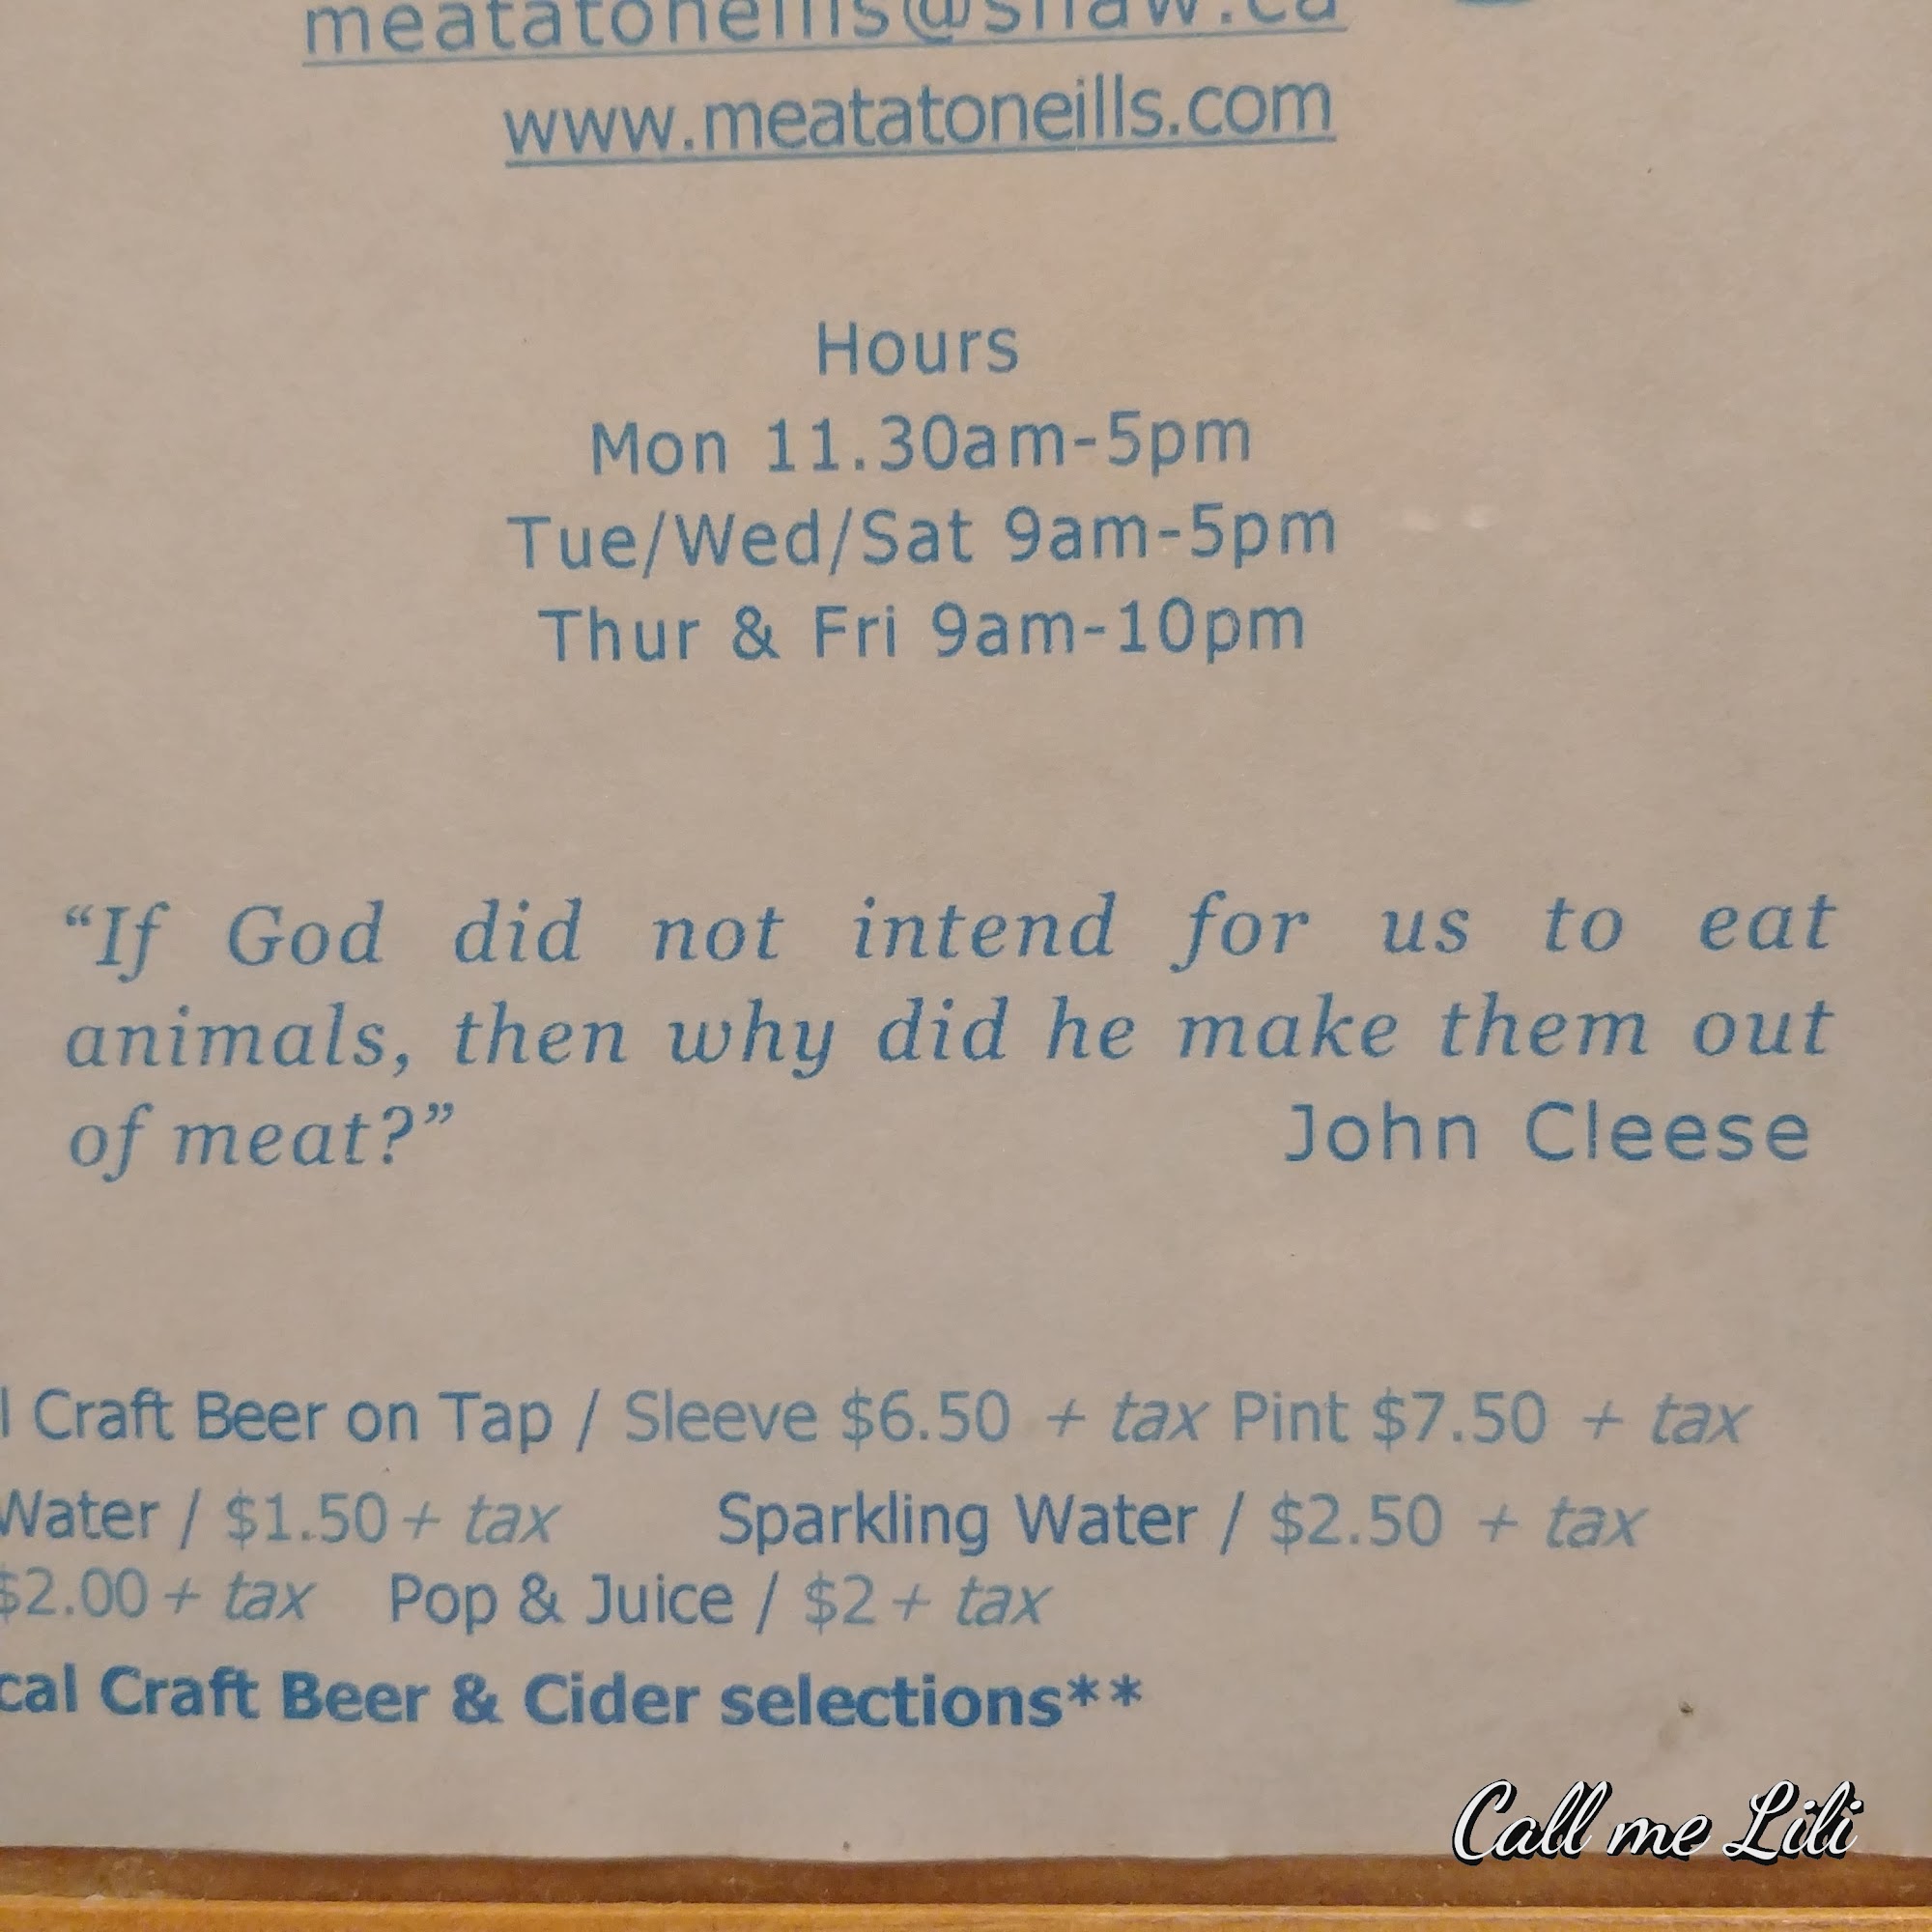 meatatoneills@shaw.ca
www.meatatoneills.com
Hours
Mon 11.30am-5pm
Tue/Wed/Sat 9am-5pm
Thur & Fri 9am-10pm
“If God did not intend for us to eat
animals, then why did he make them out
of meat?” John Cleese
l Craft Beer on Tap / Sleeve $6.50 + tax Pint $7.50 + tax
Water / $1.50 + tax Sparkling Water / $2.50 + tax
$2.00 + tax Pop & Juice / $2 + tax
cal Craft Beer & Cider selections**
Call me Lili